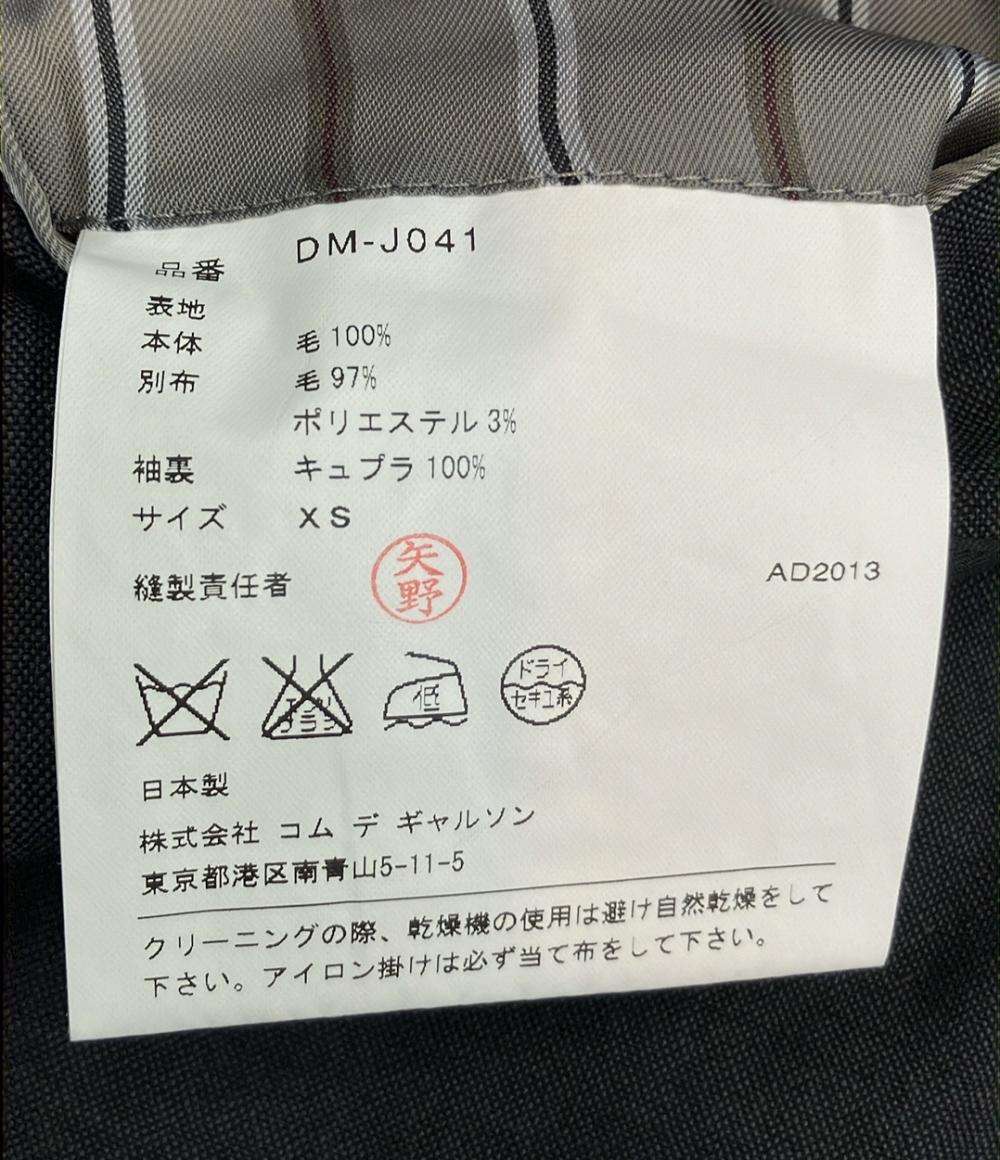 品番 DM-J041
表地
本体 毛 100%
別布 毛 97%
ポリエステル 3%
袖裏 キュプラ 100%
サイズ XS
縫製責任者 矢野 AD2013
エンソ
サラシ
低
ドライ
セキユ系
日本製
株式会社 コム デ ギャルソン
東京都港区南青山5-11-5
クリーニングの際、乾燥機の使用は避け自然乾燥をして
下さい。アイロン掛けは必ず当て布をして下さい。